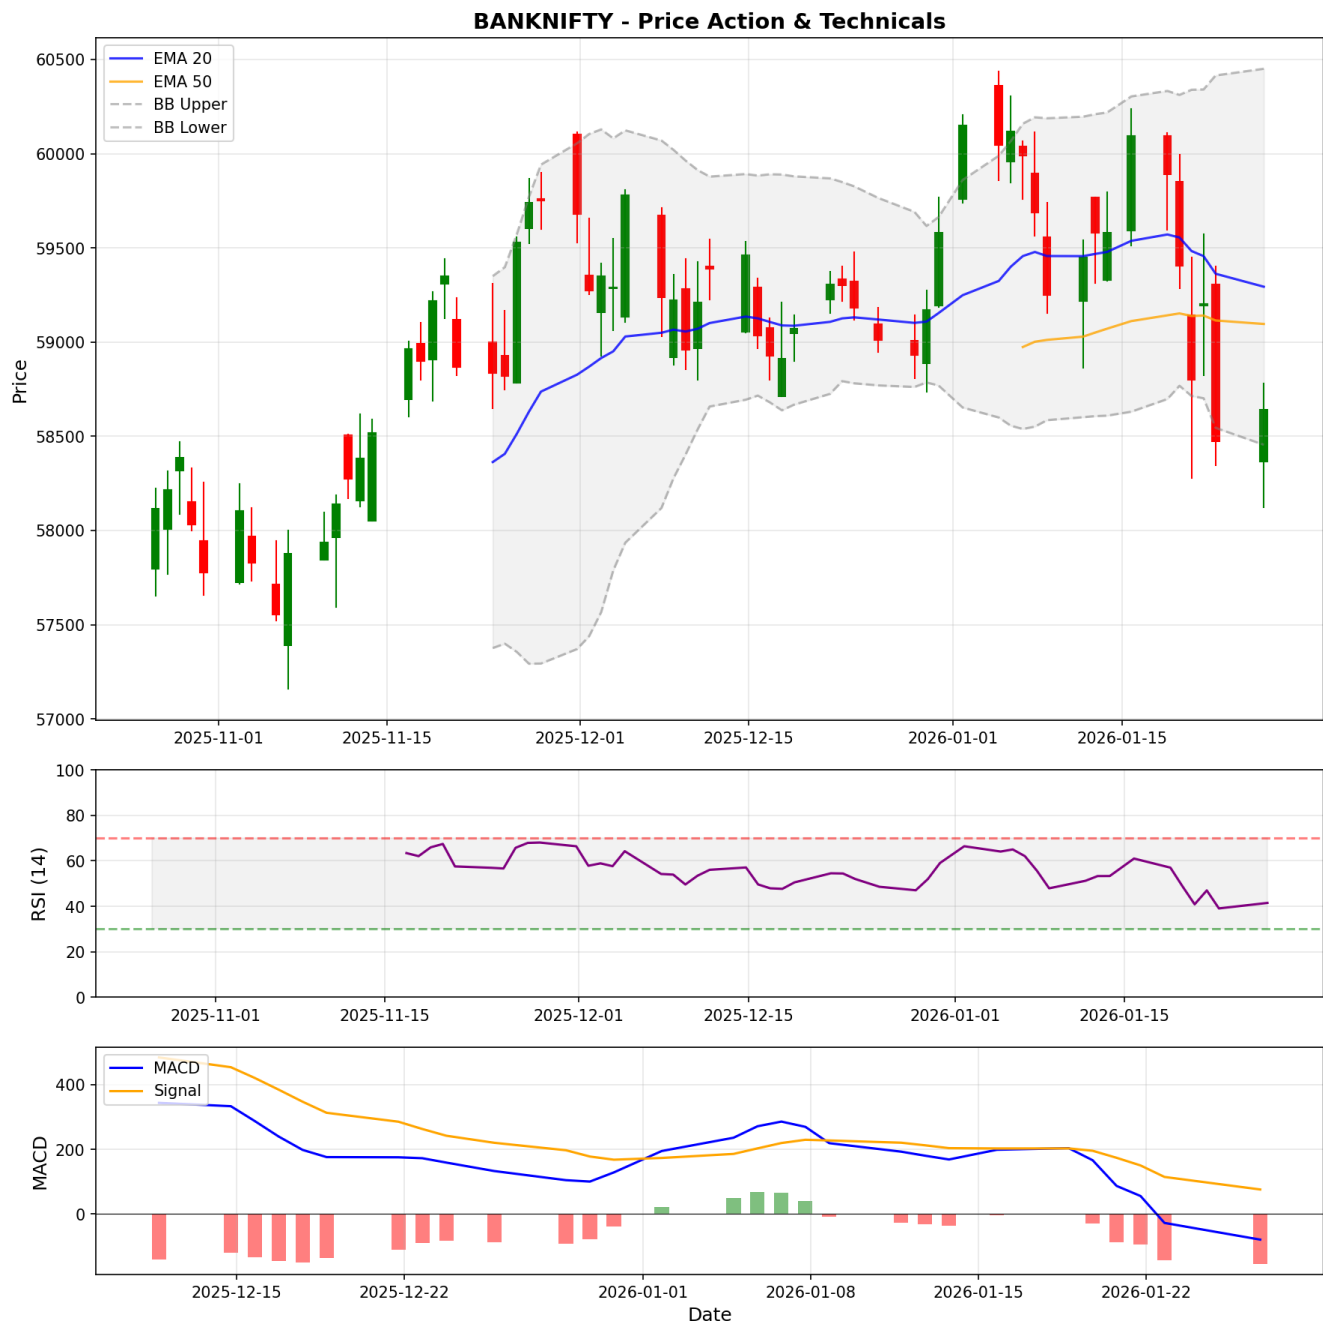 BANKNIFTY - Price Action & Technicals
EMA 20
EMA 50
BB Upper
BB Lower
60500
60000
59500
59000
58500
58000
57500
57000
Price
2025-11-01 2025-11-15 2025-12-01 2025-12-15 2026-01-01 2026-01-15
100
80
60
40
20
0
RSI (14)
2025-11-01 2025-11-15 2025-12-01 2025-12-15 2026-01-01 2026-01-15
MACD
Signal
400
200
0
MACD
2025-12-15 2025-12-22 2026-01-01 2026-01-08 2026-01-15 2026-01-22
Date